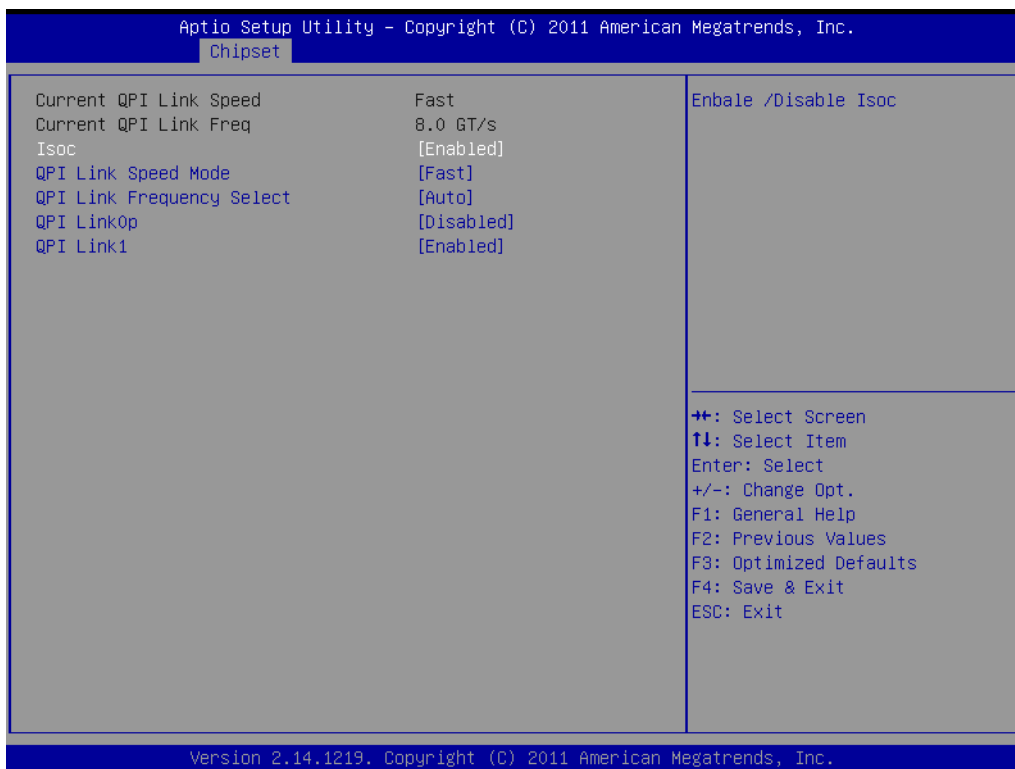 Aptio Setup Utility – Copyright (C) 2011 American Megatrends, Inc.
Chipset
Current QPI Link Speed Fast
Current QPI Link Freq 8.0 GT/s
Isoc [Enabled]
QPI Link Speed Mode [Fast]
QPI Link Frequency Select [Auto]
QPI Link0p [Disabled]
QPI Link1 [Enabled]
Enbale /Disable Isoc
→←: Select Screen
↑↓: Select Item
Enter: Select
+/-: Change Opt.
F1: General Help
F2: Previous Values
F3: Optimized Defaults
F4: Save & Exit
ESC: Exit
Version 2.14.1219. Copyright (C) 2011 American Megatrends, Inc.